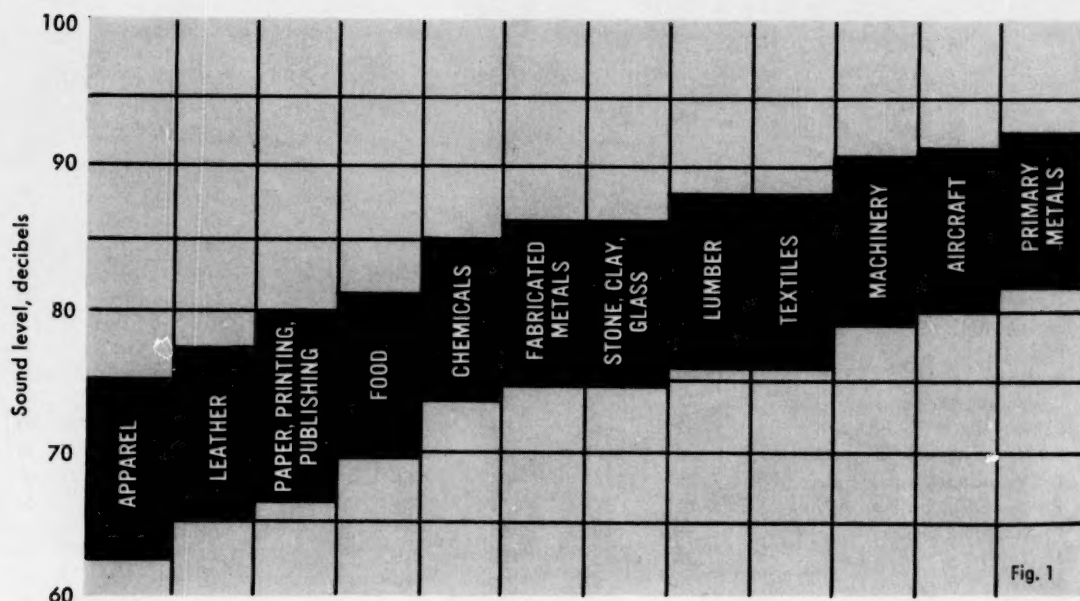 100
90
80
70
60
Sound level, decibels
APPAREL
LEATHER
PAPER, PRINTING,
PUBLISHING
FOOD
CHEMICALS
FABRICATED
METALS
STONE, CLAY,
GLASS
LUMBER
TEXTILES
MACHINERY
AIRCRAFT
PRIMARY
METALS
Fig. 1